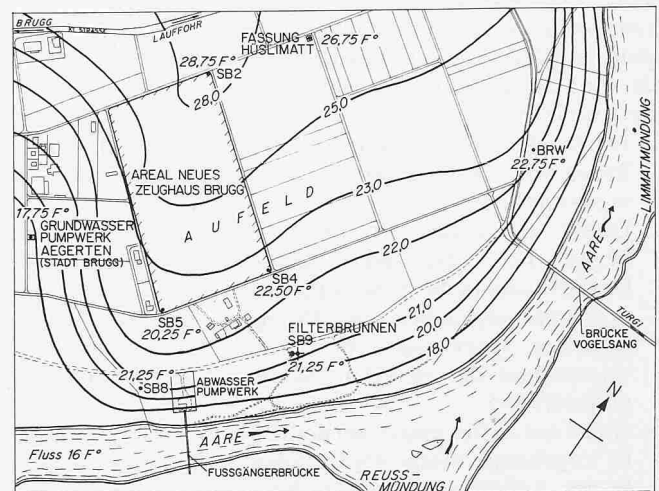 BRUGG
KT. STRASSE
LAUFFOHR
FASSUNG
HUSLIMATT
26,75 F°
28,75 F°
SB2
28,0
25,0
BRW
22,75 F°
LIMMATMÜNDUNG
AREAL NEUES
ZEUGHAUS BRUGG
23,0
AUFELD
17,75 F°
GRUNDWASSER
PUMPWERK
AEGERTEN
(STADT BRUGG)
22,0
AARE
SB4
22,50 F°
SB5
20,25 F°
21,0
20,0
18,0
TURGI
BRÜCKE
VOGELSANG
FILTERBRUNNEN
SB9
21,25 F°
21,25 F°
SB8
ABWASSER
PUMPWERK
N
AARE
Fluss 16 F°
FUSSGÄNGERBRÜCKE
REUSS-
MÜNDUNG